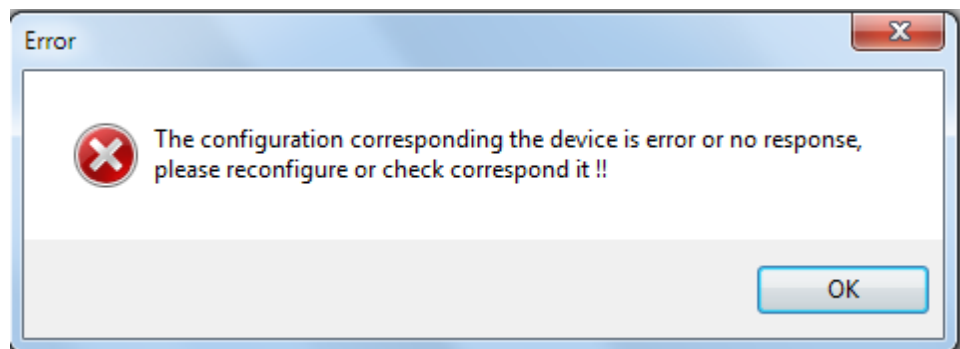 Error
The configuration corresponding the device is error or no response,
please reconfigure or check correspond it !!
OK